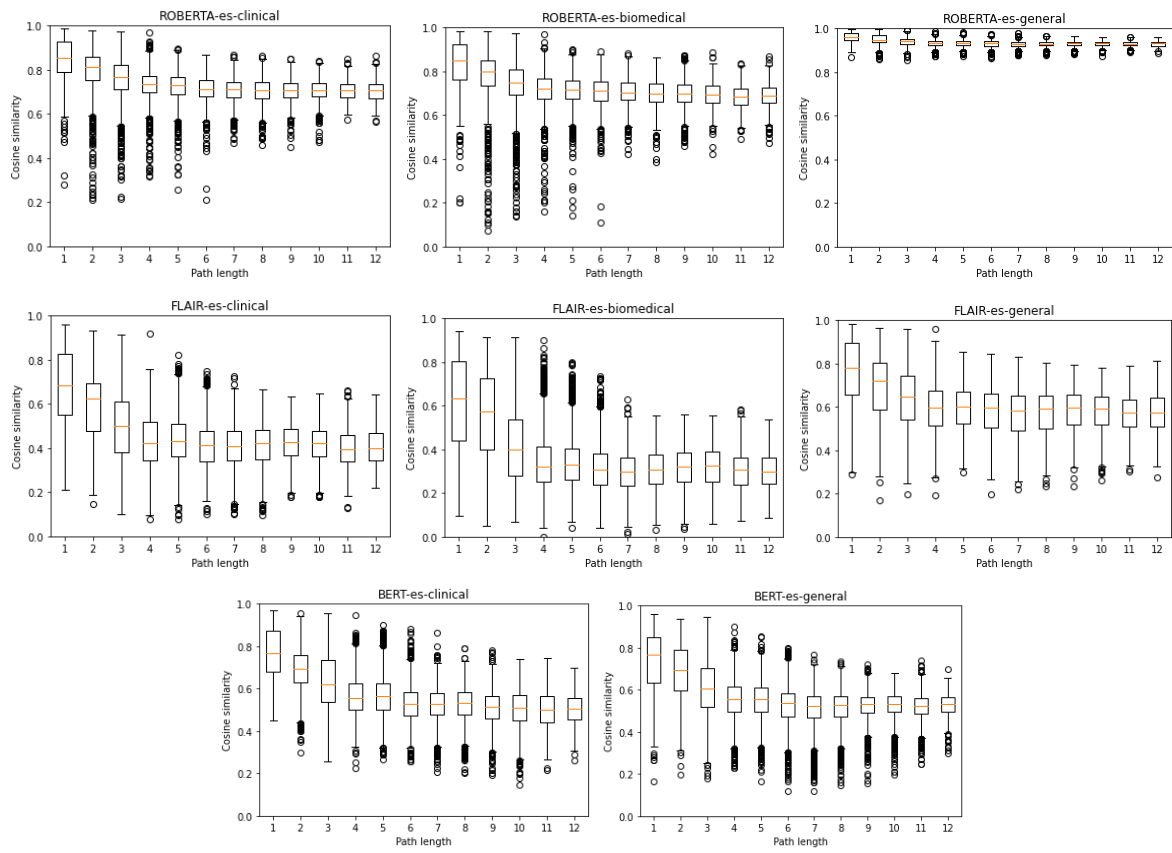 ROBERTA-es-clinical
1.0
0.8
0.6
0.4
0.2
0.0
Cosine similarity
1 2 3 4 5 6 7 8 9 10 11 12
Path length
ROBERTA-es-biomedical
1.0
0.8
0.6
0.4
0.2
0.0
Cosine similarity
1 2 3 4 5 6 7 8 9 10 11 12
Path length
ROBERTA-es-general
1.0
0.8
0.6
0.4
0.2
0.0
Cosine similarity
1 2 3 4 5 6 7 8 9 10 11 12
Path length
FLAIR-es-clinical
1.0
0.8
0.6
0.4
0.2
0.0
Cosine similarity
1 2 3 4 5 6 7 8 9 10 11 12
Path length
FLAIR-es-biomedical
1.0
0.8
0.6
0.4
0.2
0.0
Cosine similarity
1 2 3 4 5 6 7 8 9 10 11 12
Path length
FLAIR-es-general
1.0
0.8
0.6
0.4
0.2
0.0
Cosine similarity
1 2 3 4 5 6 7 8 9 10 11 12
Path length
BERT-es-clinical
1.0
0.8
0.6
0.4
0.2
0.0
Cosine similarity
1 2 3 4 5 6 7 8 9 10 11 12
Path length
BERT-es-general
1.0
0.8
0.6
0.4
0.2
0.0
Cosine similarity
1 2 3 4 5 6 7 8 9 10 11 12
Path length